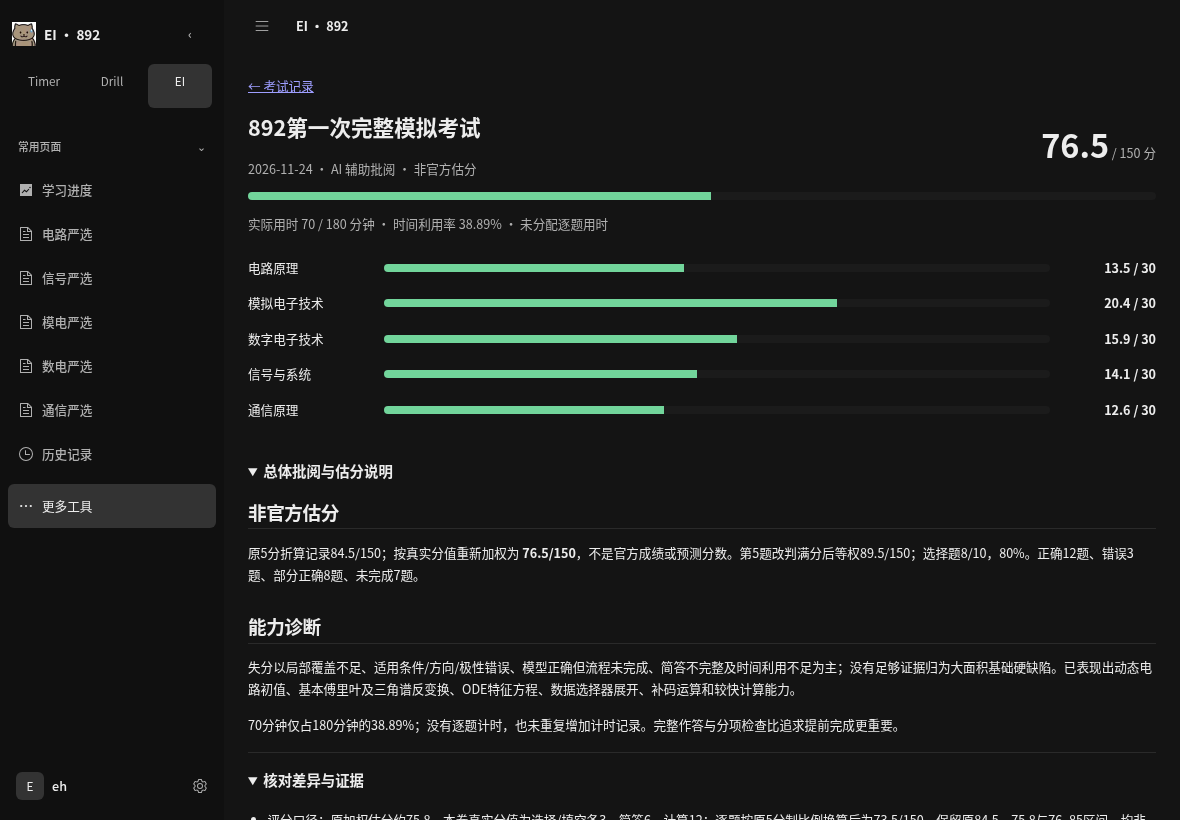 EI • 892
‹
Timer
Drill
EI
常用页面
学习进度
电路严选
信号严选
模电严选
数电严选
通信严选
历史记录
··· 更多工具
E eh
EI • 892
← 考试记录
892第一次完整模拟考试
76.5 / 150 分
2026-11-24 • AI 辅助批阅 • 非官方估分
实际用时 70 / 180 分钟 • 时间利用率 38.89% • 未分配逐题用时
电路原理 13.5 / 30
模拟电子技术 20.4 / 30
数字电子技术 15.9 / 30
信号与系统 14.1 / 30
通信原理 12.6 / 30
▼ 总体批阅与估分说明
非官方估分
原5分折算记录84.5/150；按真实分值重新加权为 76.5/150，不是官方成绩或预测分数。第5题改判满分后等权89.5/150；选择题8/10，80%。正确12题、错误3
题、部分正确8题、未完成7题。
能力诊断
失分以局部覆盖不足、适用条件/方向/极性错误、模型正确但流程未完成、简答不完整及时间利用不足为主；没有足够证据归为大面积基础硬缺陷。已表现出动态电
路初值、基本傅里叶及三角谱反变换、ODE特征方程、数据选择器展开、补码运算和较快计算能力。
70分钟仅占180分钟的38.89%；没有逐题计时，也未重复增加计时记录。完整作答与分项检查比追求提前完成更重要。
▼ 核对差异与证据